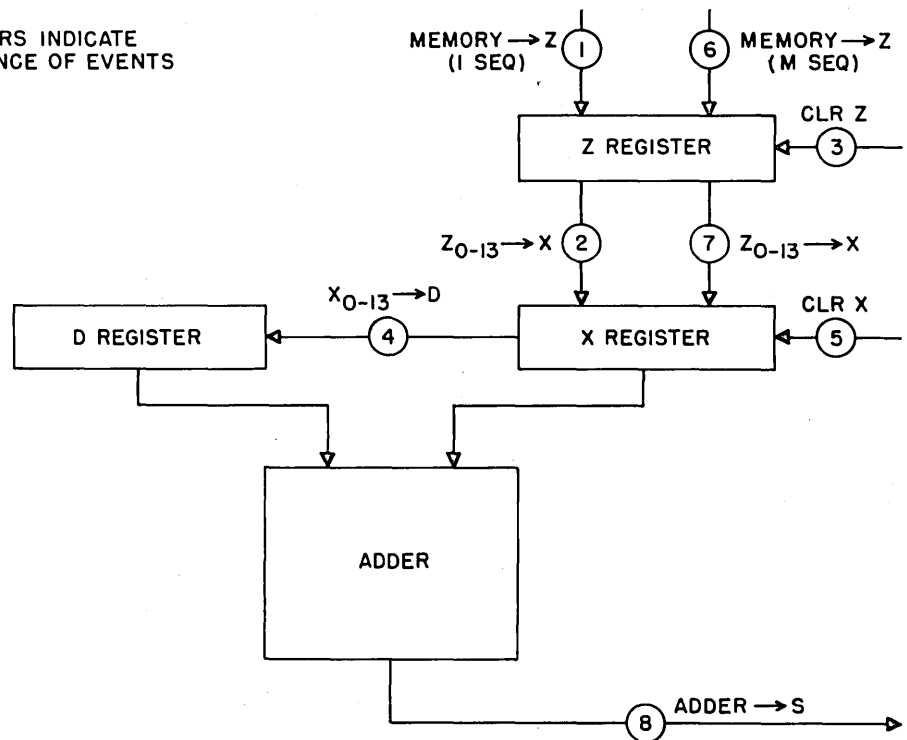 RS INDICATE
NCE OF EVENTS
MEMORY → Z
(I SEQ)
1
6
MEMORY → Z
(M SEQ)
CLR Z
3
Z REGISTER
Z0-13 → X
2
7
Z0-13 → X
X0-13 → D
4
CLR X
5
D REGISTER
X REGISTER
ADDER
8
ADDER → S